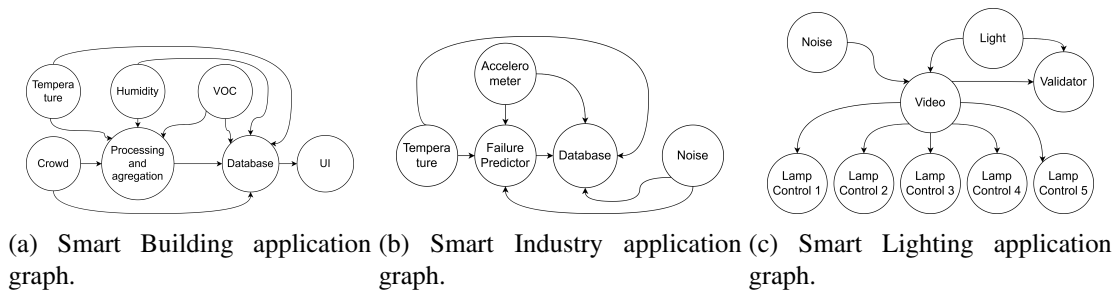 Tempera
ture
Humidity
VOC
Crowd
Processing
and
agregation
Database
UI
Accelero
meter
Tempera
ture
Failure
Predictor
Database
Noise
Noise
Light
Video
Validator
Lamp
Control 1
Lamp
Control 2
Lamp
Control 3
Lamp
Control 4
Lamp
Control 5
(a) Smart Building application
graph.
(b) Smart Industry application
graph.
(c) Smart Lighting application
graph.